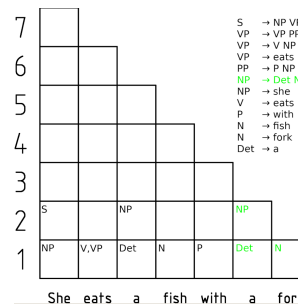 7
6
5
4
3
2
1
S → NP VP
VP → VP PP
VP → V NP
VP → eats
PP → P NP
NP → Det N
NP → she
V → eats
P → with
N → fish
N → fork
Det → a
S NP NP
NP V,VP Det N P Det N
She eats a fish with a for